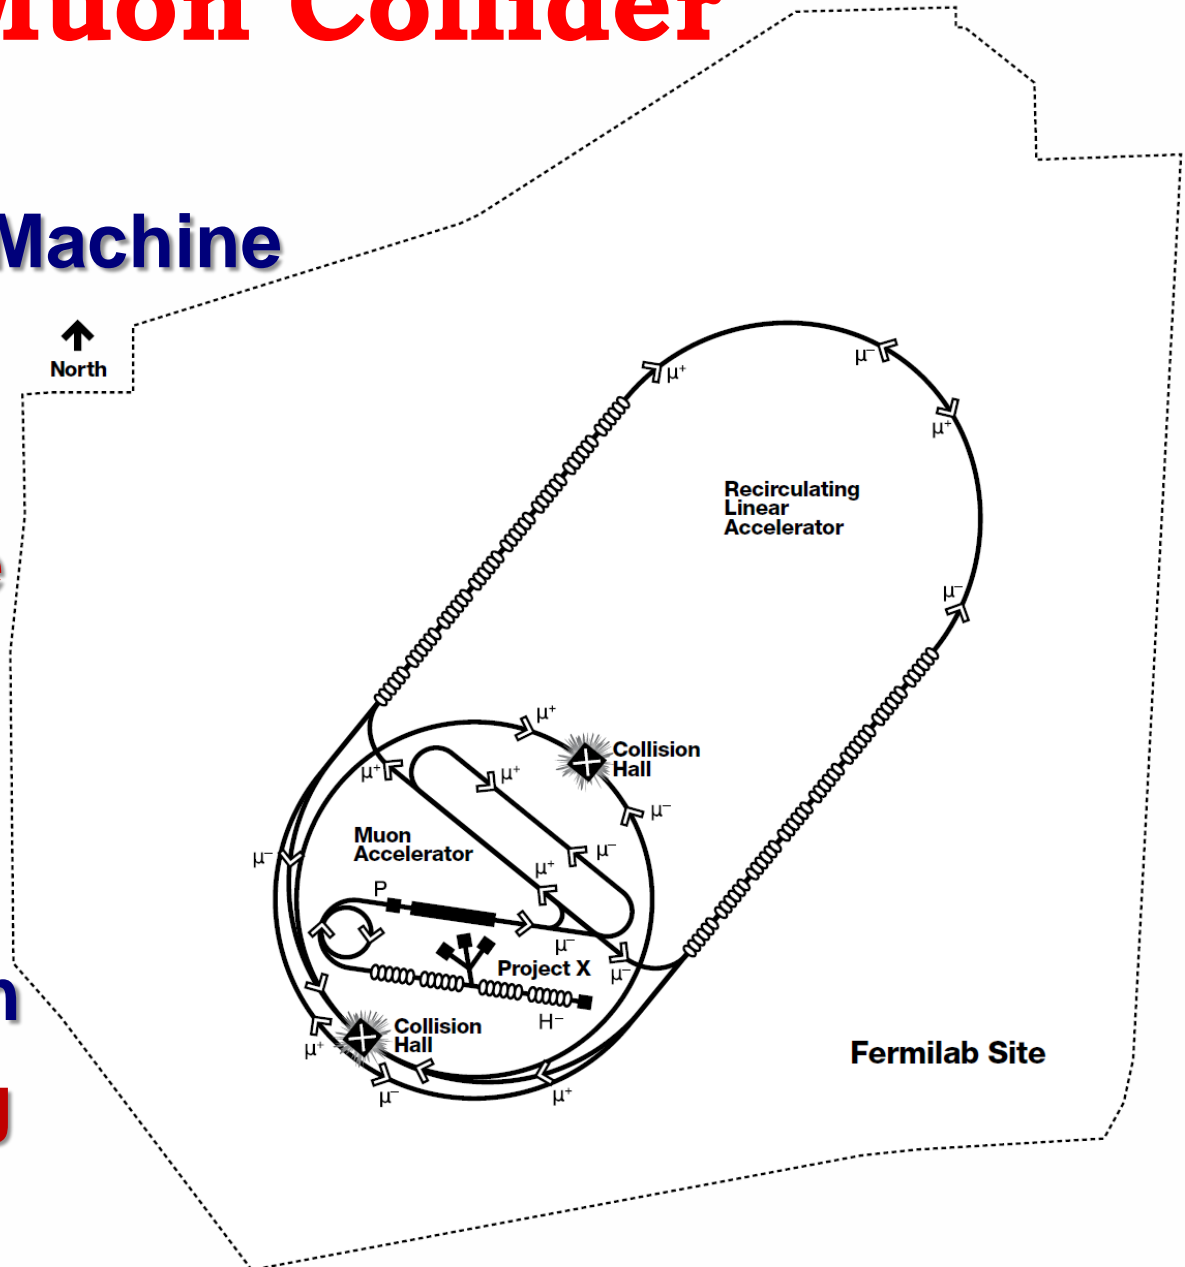 Muon Collider
Machine
North
μ⁺
μ⁻
μ⁺
Recirculating
Linear
Accelerator
μ⁻
μ⁺
Collision
Hall
μ⁺
μ⁺
μ⁻
Muon
Accelerator
μ⁻
μ⁻
μ⁺
P
μ⁻
Project X
μ⁻
H⁻
Collision
Hall
μ⁺
Fermilab Site
μ⁻
μ⁺